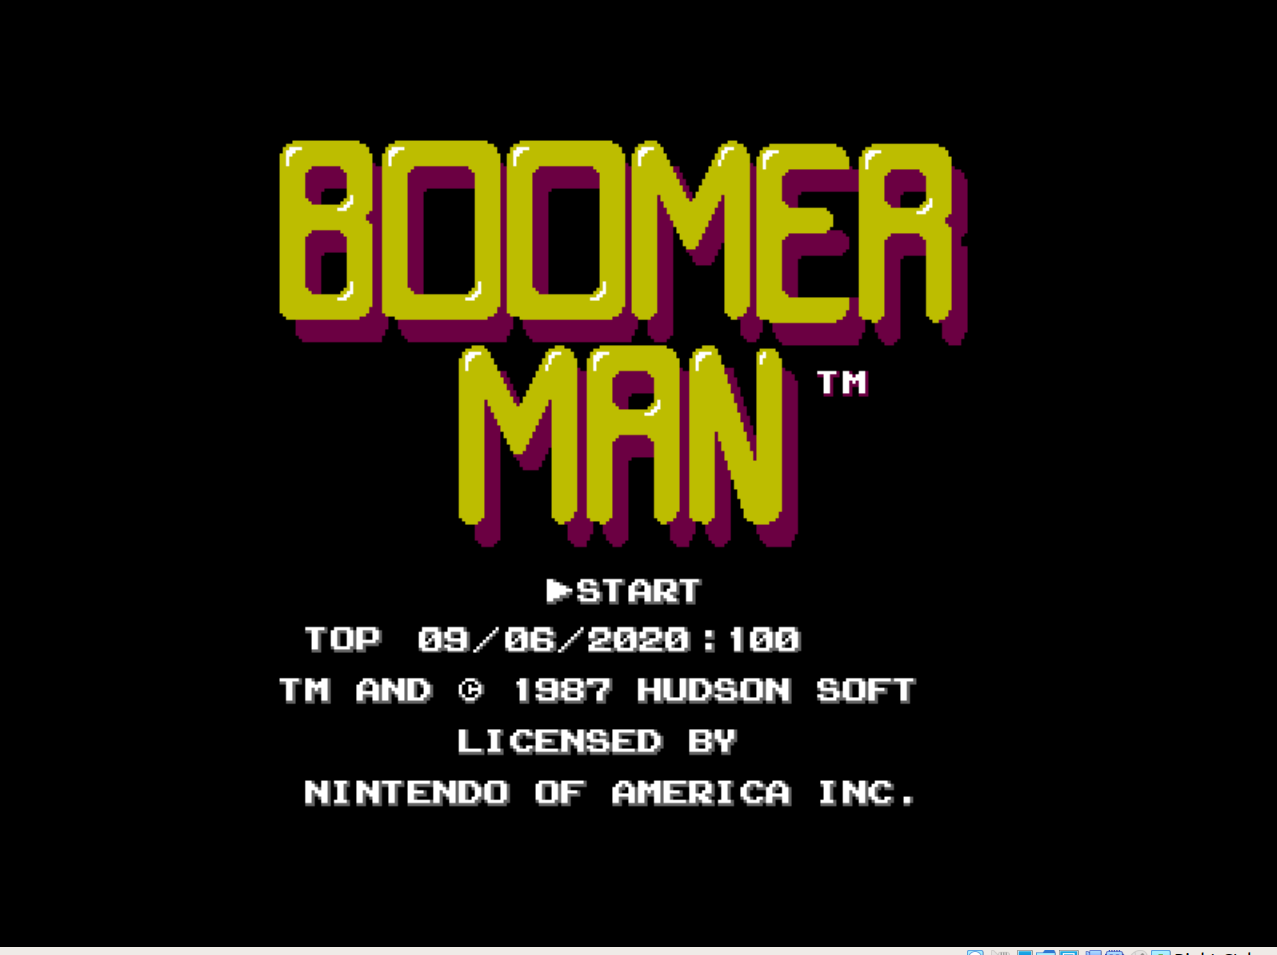 BOOMER
MAN TM
▶START
TOP 09/06/2020:100
TM AND © 1987 HUDSON SOFT
LICENSED BY
NINTENDO OF AMERICA INC.